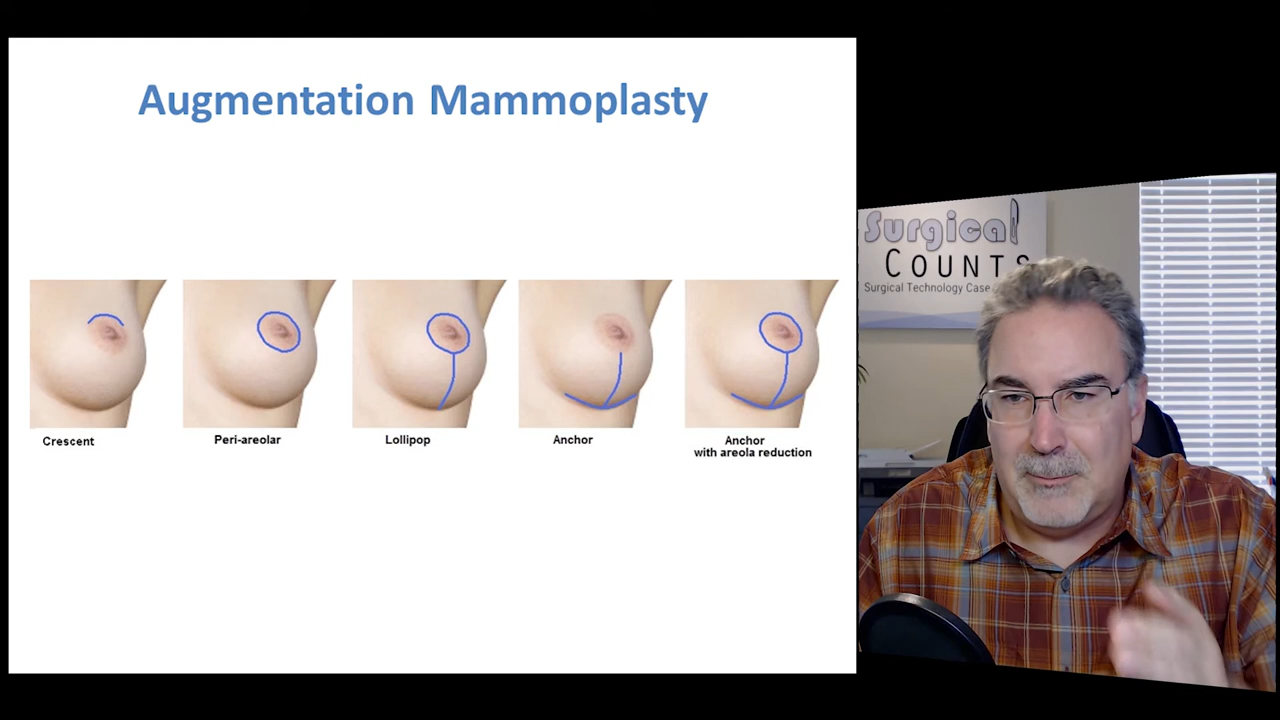 Augmentation Mammoplasty
Crescent
Peri-areolar
Lollipop
Anchor
Anchor
with areola reduction
Surgical
COUNTS
Surgical Technology Case